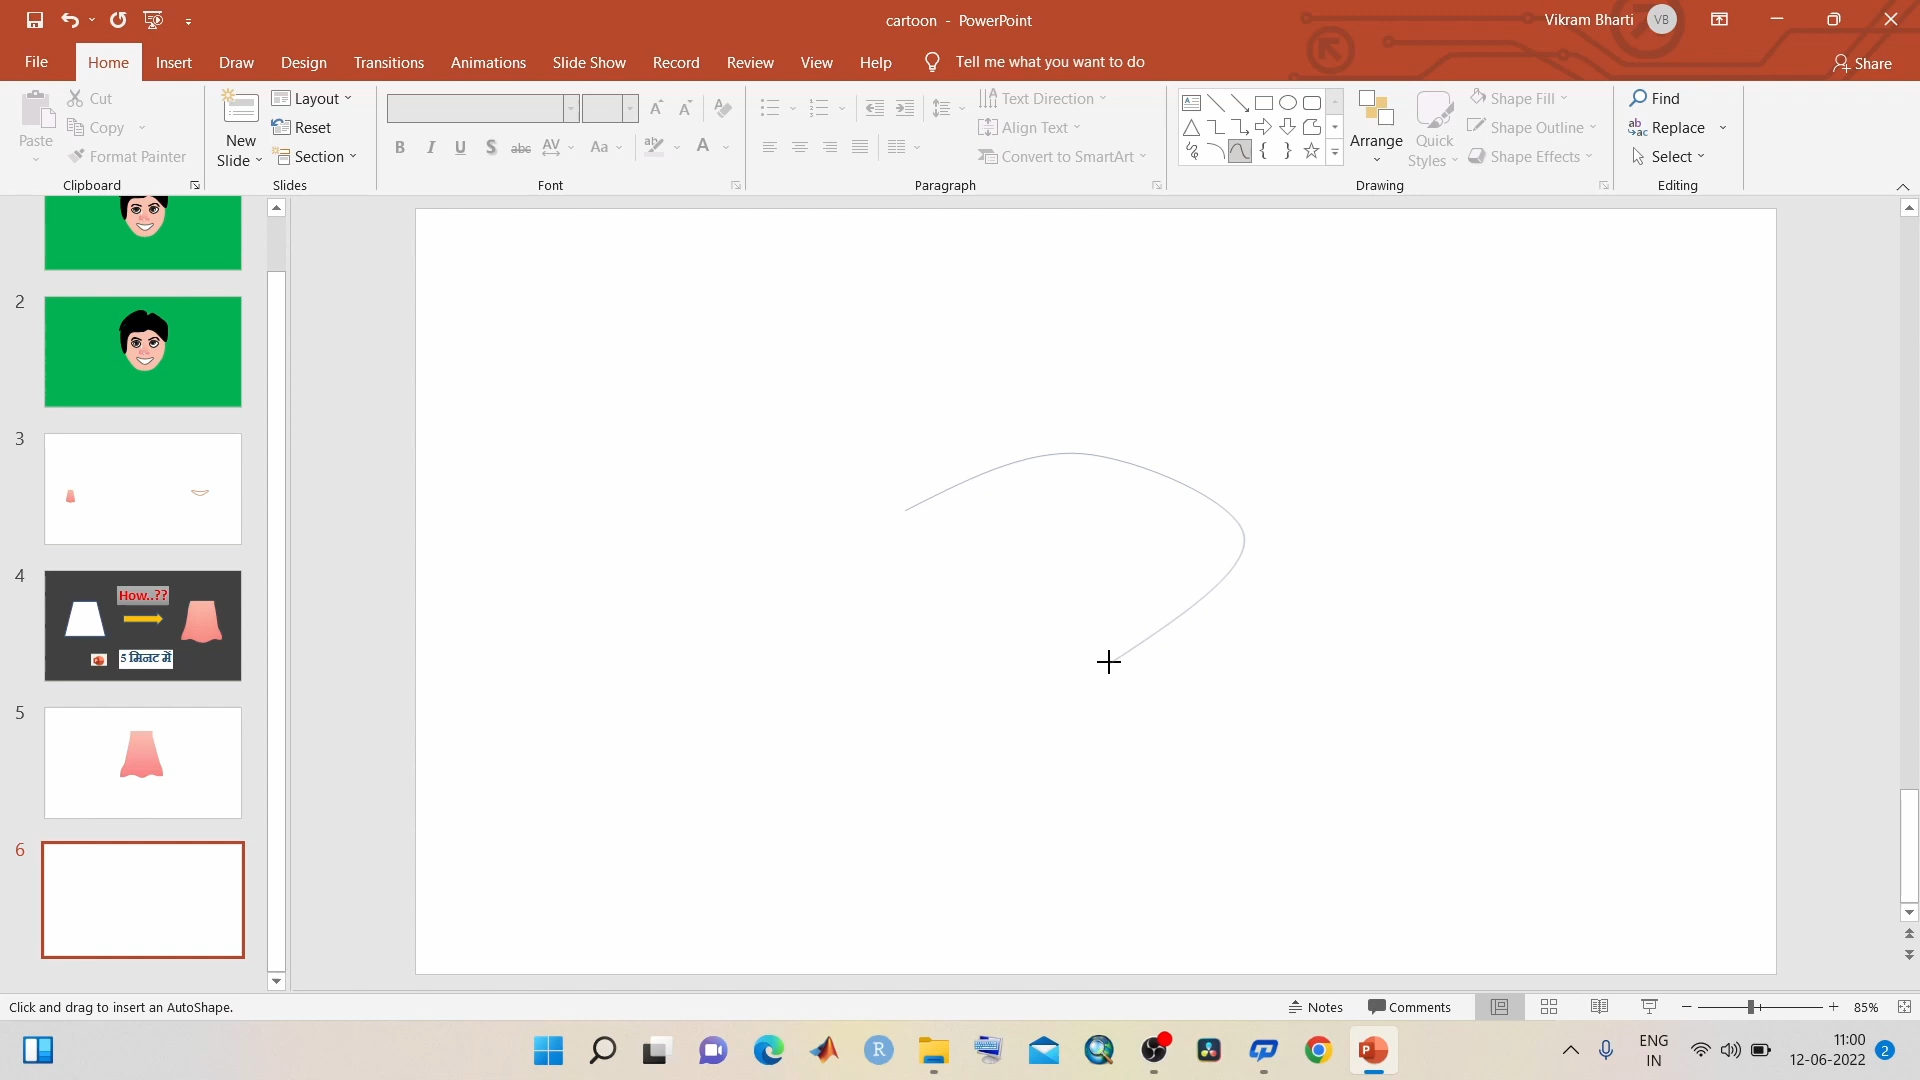 cartoon - PowerPoint
Vikram Bharti VB
File Home Insert Draw Design Transitions Animations Slide Show Record Review View Help Tell me what you want to do Share
Paste
Cut
Copy
Format Painter
Clipboard
New
Slide
Layout
Reset
Section
Slides
B I U S abc AV Aa A
Font
Text Direction
Align Text
Convert to SmartArt
Paragraph
Arrange
Quick
Styles
Shape Fill
Shape Outline
Shape Effects
Drawing
Find
Replace
Select
Editing
2
3
4
How..??
5 मिनट में
5
6
Click and drag to insert an AutoShape.
Notes Comments 85%
ENG
IN
11:00
12-06-2022
2